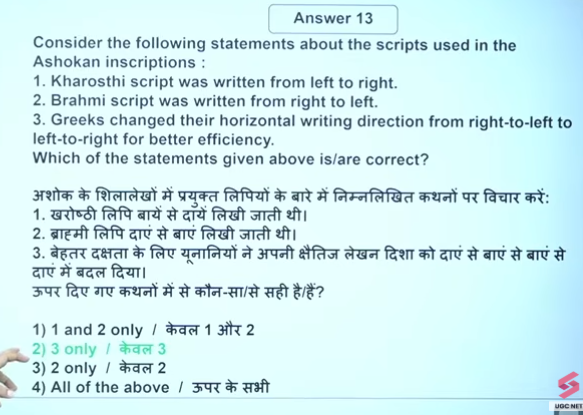 Answer 13
Consider the following statements about the scripts used in the
Ashokan inscriptions :
1. Kharosthi script was written from left to right.
2. Brahmi script was written from right to left.
3. Greeks changed their horizontal writing direction from right-to-left to
left-to-right for better efficiency.
Which of the statements given above is/are correct?
अशोक के शिलालेखों में प्रयुक्त लिपियों के बारे में निम्नलिखित कथनों पर विचार करें:
1. खरोष्ठी लिपि बायें से दायें लिखी जाती थी।
2. ब्राह्मी लिपि दाएं से बाएं लिखी जाती थी।
3. बेहतर दक्षता के लिए यूनानियों ने अपनी क्षैतिज लेखन दिशा को दाएं से बाएं से बाएं से
दाएं में बदल दिया।
ऊपर दिए गए कथनों में से कौन-सा/से सही है/हैं?
1) 1 and 2 only / केवल 1 और 2
2) 3 only / केवल 3
3) 2 only / केवल 2
4) All of the above / ऊपर के सभी
UGC NET